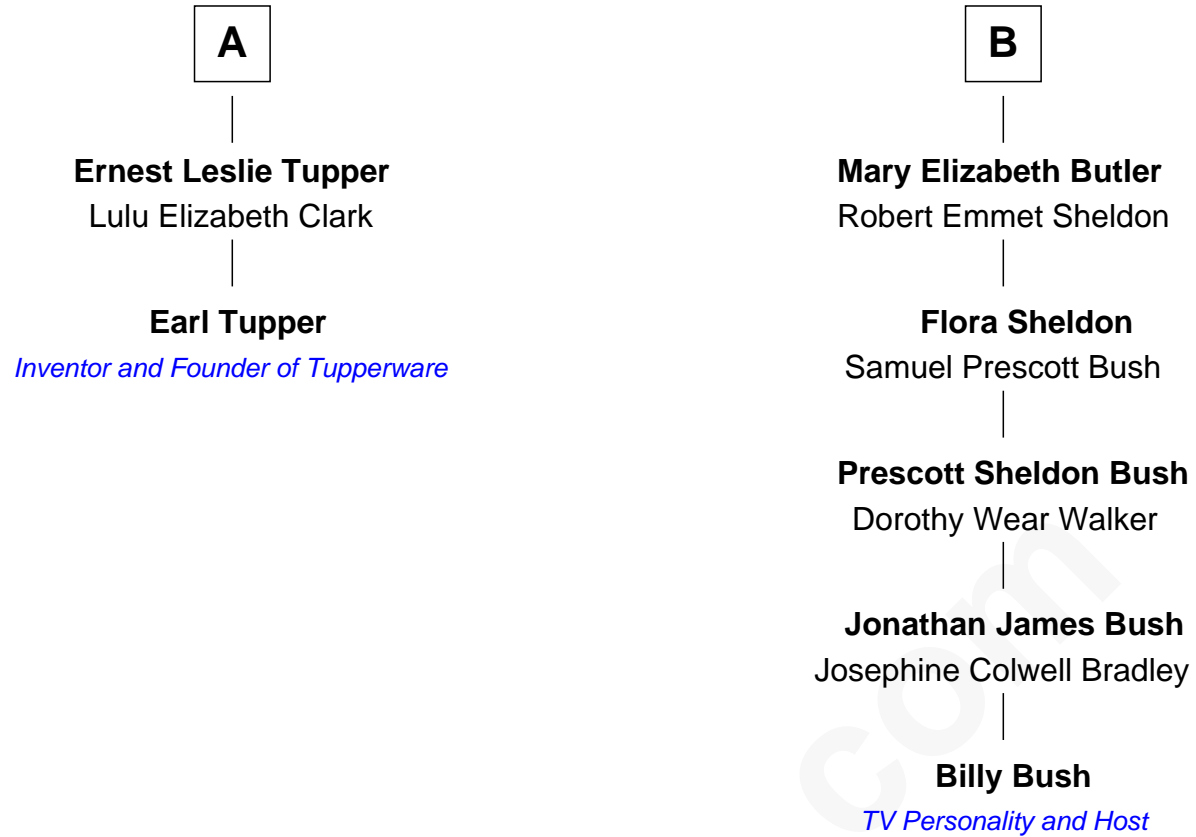 A
Ernest Leslie Tupper
Lulu Elizabeth Clark
Earl Tupper
Inventor and Founder of Tupperware
B
Mary Elizabeth Butler
Robert Emmet Sheldon
Flora Sheldon
Samuel Prescott Bush
Prescott Sheldon Bush
Dorothy Wear Walker
Jonathan James Bush
Josephine Colwell Bradley
Billy Bush
TV Personality and Host
com